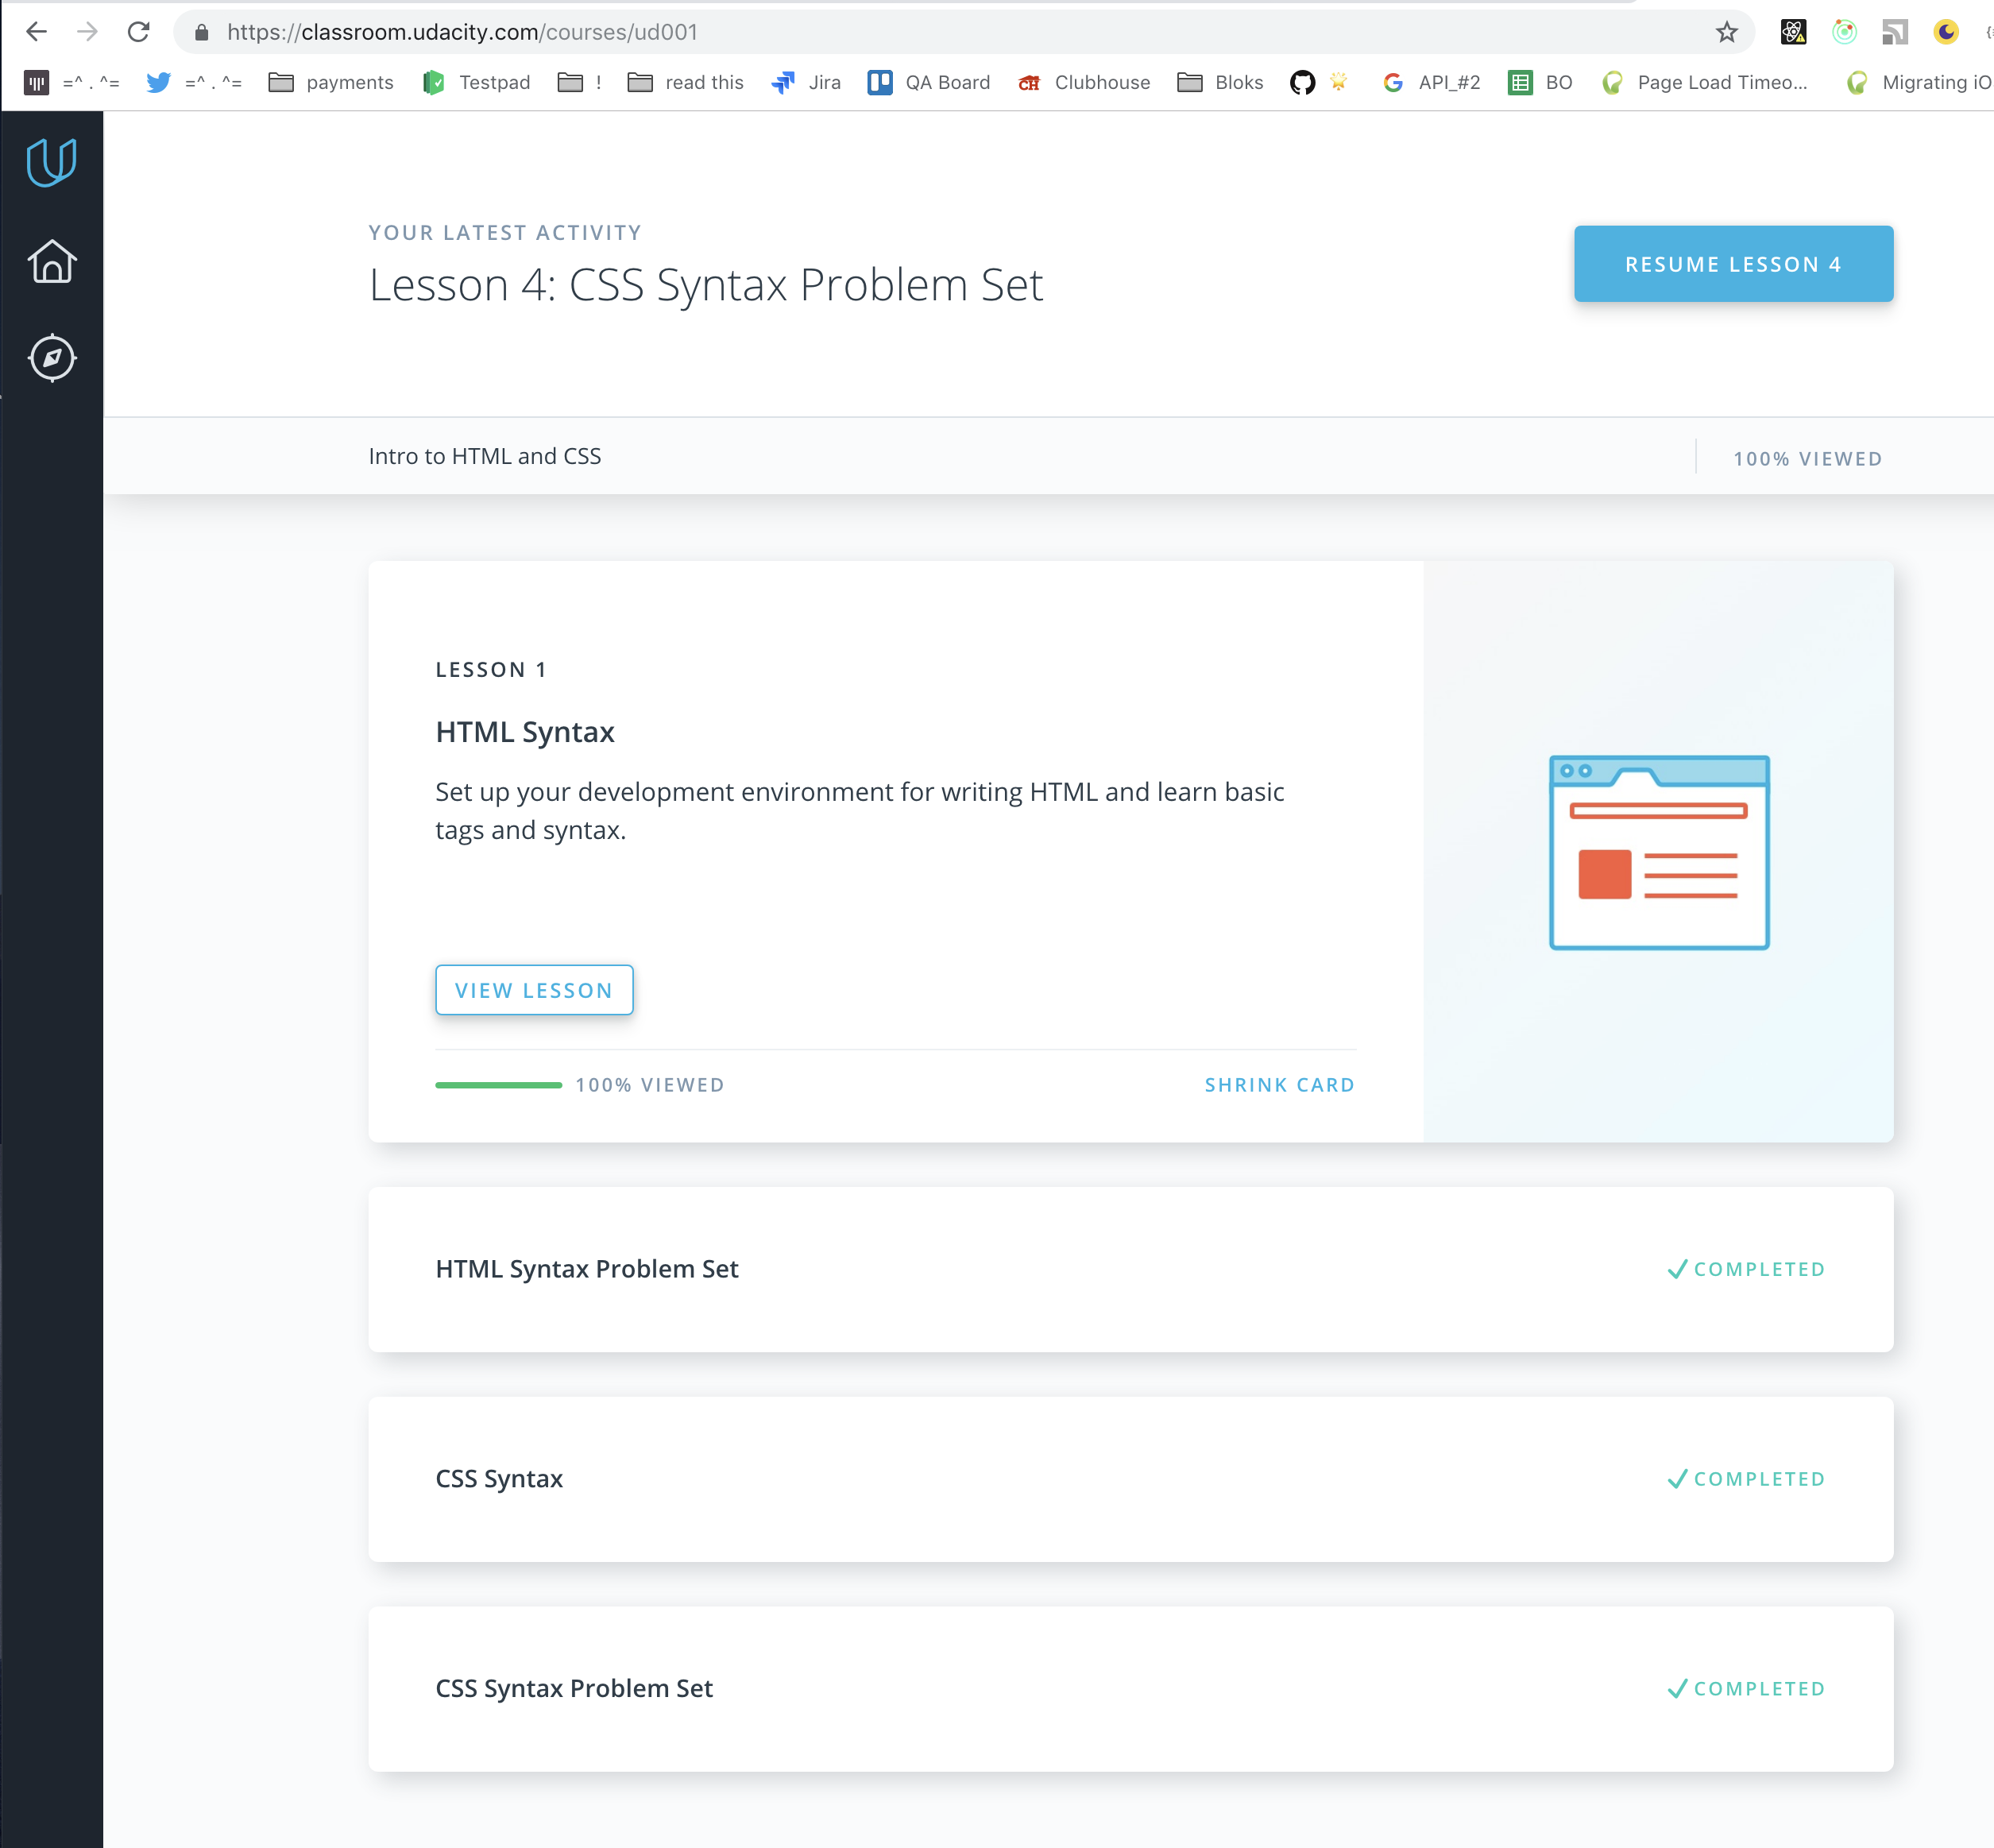 https://classroom.udacity.com/courses/ud001
=^ . ^= =^ . ^= payments Testpad ! read this Jira QA Board CH Clubhouse Bloks API_#2 BO Page Load Timeo... Migrating iO
YOUR LATEST ACTIVITY
Lesson 4: CSS Syntax Problem Set
RESUME LESSON 4
Intro to HTML and CSS
100% VIEWED
LESSON 1
HTML Syntax
Set up your development environment for writing HTML and learn basic
tags and syntax.
VIEW LESSON
100% VIEWED
SHRINK CARD
HTML Syntax Problem Set
COMPLETED
CSS Syntax
COMPLETED
CSS Syntax Problem Set
COMPLETED